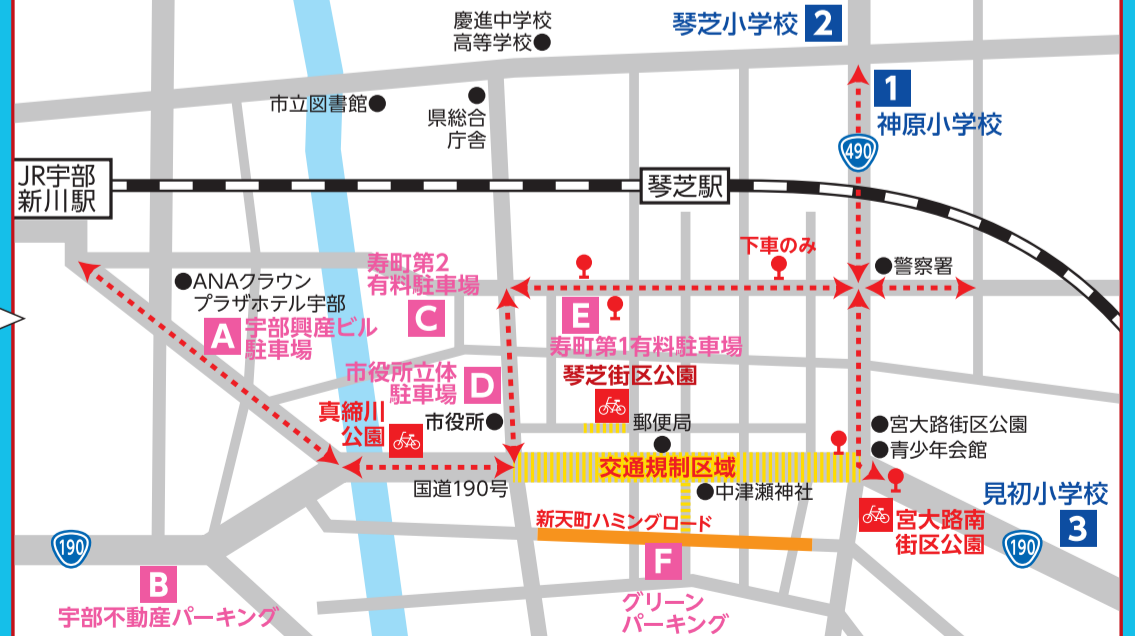 慶進中学校
高等学校
琴芝小学校 2
市立図書館
県総合
庁舎
1
神原小学校
490
JR宇部
新川駅
琴芝駅
下車のみ
警察署
ANAクラウン
プラザホテル宇部
寿町第2
有料駐車場
C
A 宇部興産ビル
駐車場
E
寿町第1有料駐車場
市役所立体
駐車場
D
琴芝街区公園
真締川
公園
市役所
郵便局
宮大路街区公園
青少年会館
交通規制区域
国道190号
中津瀬神社
見初小学校
3
新天町ハミングロード
宮大路南
街区公園
190
190
F
グリーン
パーキング
B
宇部不動産パーキング